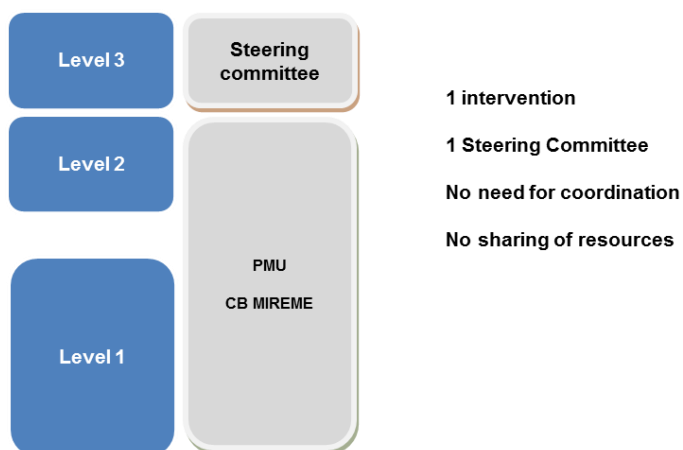 Level 3
Steering
committee
Level 2
PMU
CB MIREME
Level 1
1 intervention
1 Steering Committee
No need for coordination
No sharing of resources